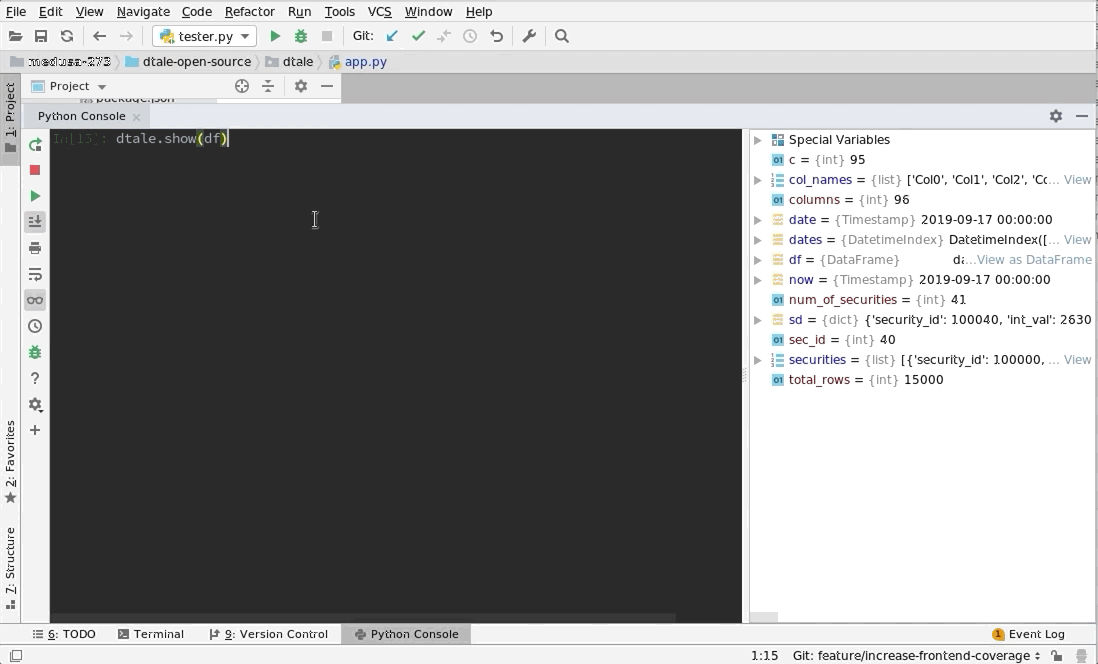 File Edit View Navigate Code Refactor Run Tools VCS Window Help
tester.py Git:
dtale-open-source dtale app.py
1: Project
Project
package.json
Python Console
In[15]: dtale.show(df)
Special Variables
c = {int} 95
col_names = {list} ['Col0', 'Col1', 'Col2', 'Cc... View
columns = {int} 96
date = {Timestamp} 2019-09-17 00:00:00
dates = {DatetimeIndex} DatetimeIndex([... View
df = {DataFrame} da...View as DataFrame
now = {Timestamp} 2019-09-17 00:00:00
num_of_securities = {int} 41
sd = {dict} {'security_id': 100040, 'int_val': 2630
sec_id = {int} 40
securities = {list} [{'security_id': 100000, ... View
total_rows = {int} 15000
2: Favorites
7: Structure
6: TODO Terminal 9: Version Control Python Console 1 Event Log
1:15 Git: feature/increase-frontend-coverage